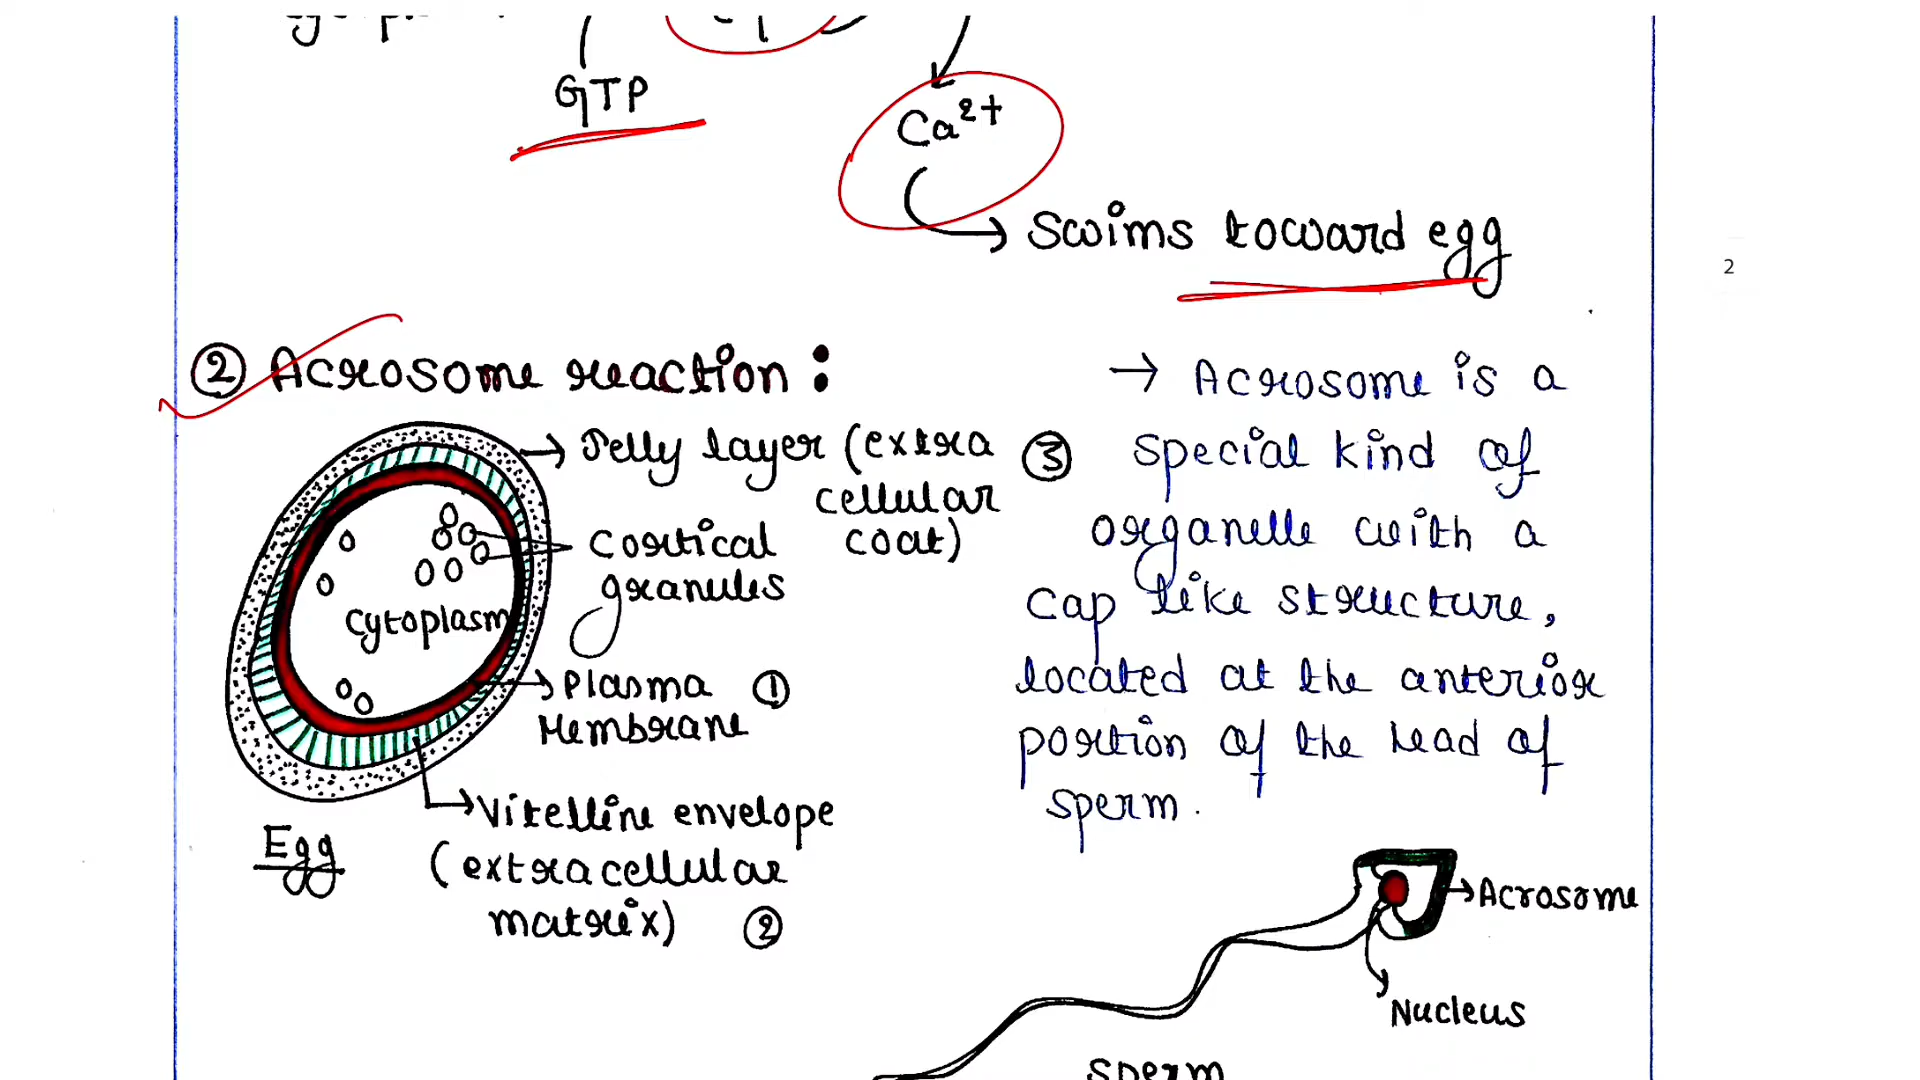 GTP
Ca²⁺
Swims toward egg
2
② Acrosome reaction :
Jelly layer (extra ③
cellular
coat)
Cortical
granules
Cytoplasm
Plasma ①
Membrane
Vitelline envelope
(extracellular
matrix) ②
Egg
→ Acrosome is a
special kind of
organelle with a
cap like structure,
located at the anterior
portion of the head of
sperm.
Acrosome
Nucleus
Sperm